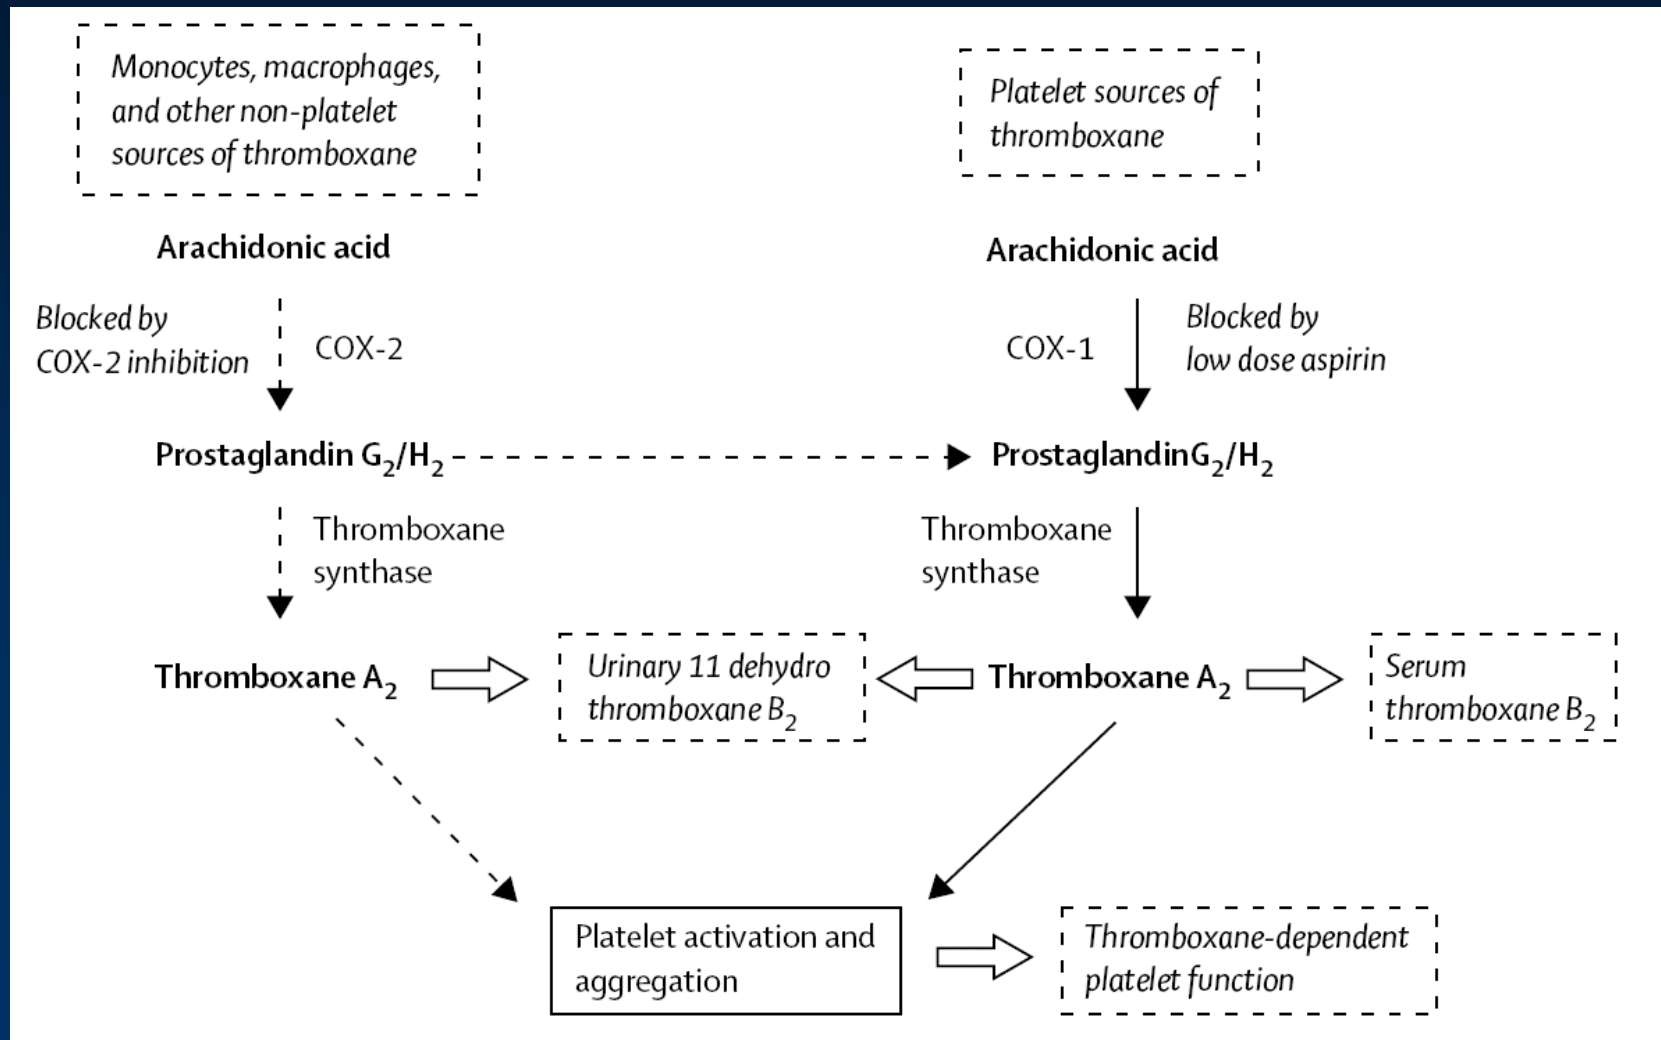 Monocytes, macrophages,
and other non-platelet
sources of thromboxane
Platelet sources of
thromboxane
Arachidonic acid
Arachidonic acid
Blocked by
COX-2 inhibition
COX-2
COX-1
Blocked by
low dose aspirin
Prostaglandin G₂/H₂
ProstaglandinG₂/H₂
Thromboxane
synthase
Thromboxane
synthase
Thromboxane A₂
Urinary 11 dehydro
thromboxane B₂
Thromboxane A₂
Serum
thromboxane B₂
Platelet activation and
aggregation
Thromboxane-dependent
platelet function